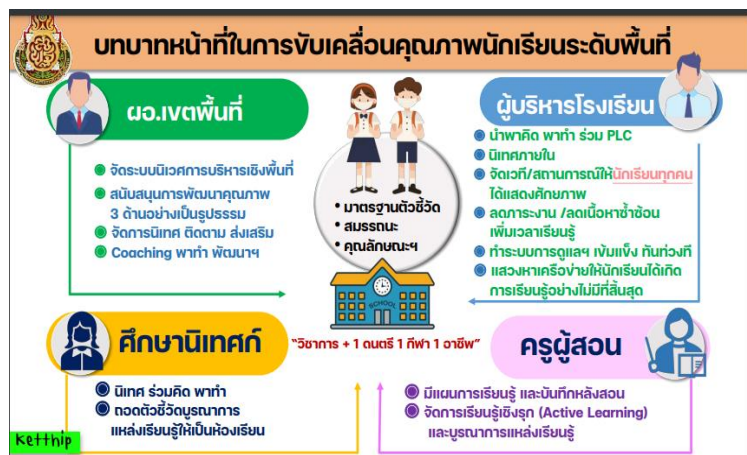 บทบาทหน้าที่ในการขับเคลื่อนคุณภาพนักเรียนระดับพื้นที่
ผอ.เขตพื้นที่
จัดระบบนิเวศการบริหารเชิงพื้นที่
สนับสนุนการพัฒนาคุณภาพ
3 ด้านอย่างเป็นรูปธรรม
จัดการนิเทศ ติดตาม ส่งเสริม
Coaching พาทำ พัฒนาฯ
• มาตรฐานตัวชี้วัด
• สมรรถนะ
• คุณลักษณะฯ
SCHOOL
ผู้บริหารโรงเรียน
นำพาคิด พาทำ ร่วม PLC
นิเทศภายใน
จัดเวที/สถานการณ์ให้นักเรียนทุกคน
ได้แสดงศักยภาพ
ลดภาระงาน /ลดเนื้อหาซ้ำซ้อน
เพิ่มเวลาเรียนรู้
ทำระบบการดูแลฯ เข้มแข็ง ทันท่วงที
แสวงหาเครือข่ายให้นักเรียนได้เกิด
การเรียนรู้อย่างไม่มีที่สิ้นสุด
"วิชาการ + 1 ดนตรี 1 กีฬา 1 อาชีพ"
ศึกษานิเทศก์
นิเทศ ร่วมคิด พาทำ
ถอดตัวชี้วัดบูรณาการ
แหล่งเรียนรู้ให้เป็นห้องเรียน
ครูผู้สอน
มีแผนการเรียนรู้ และบันทึกหลังสอน
จัดการเรียนรู้เชิงรุก (Active Learning)
และบูรณาการแหล่งเรียนรู้
Ketthip